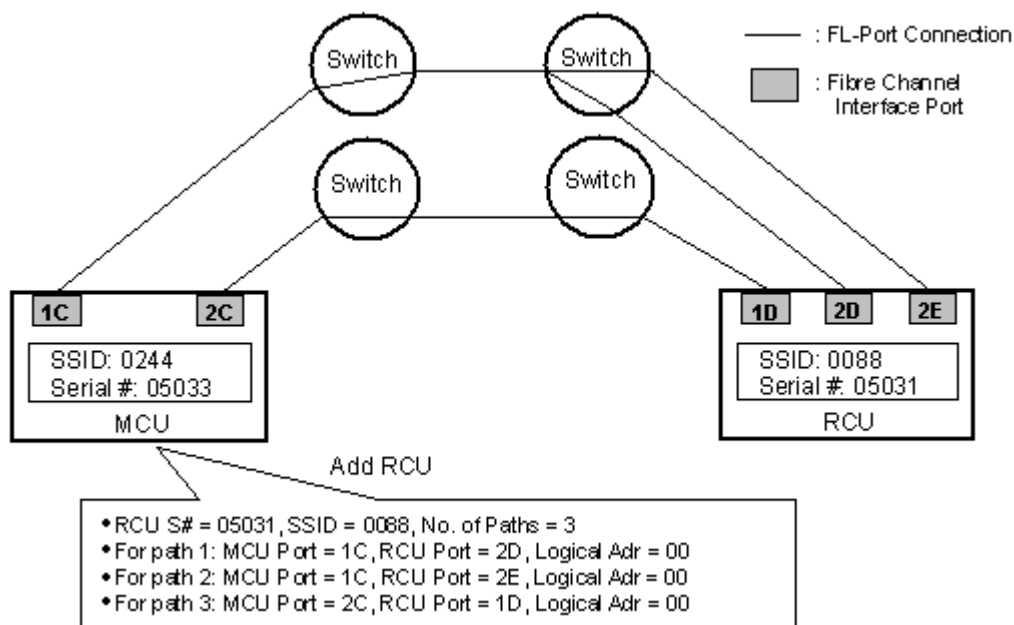 Switch
Switch
: FL-Port Connection
: Fibre Channel
Interface Port
Switch
Switch
1C
2C
1D
2D
2E
SSID: 0244
Serial #: 05033
MCU
SSID: 0088
Serial #: 05031
RCU
Add RCU
•RCU S# = 05031, SSID = 0088, No. of Paths = 3
•For path 1: MCU Port = 1C, RCU Port = 2D, Logical Adr = 00
•For path 2: MCU Port = 1C, RCU Port = 2E, Logical Adr = 00
•For path 3: MCU Port = 2C, RCU Port = 1D, Logical Adr = 00